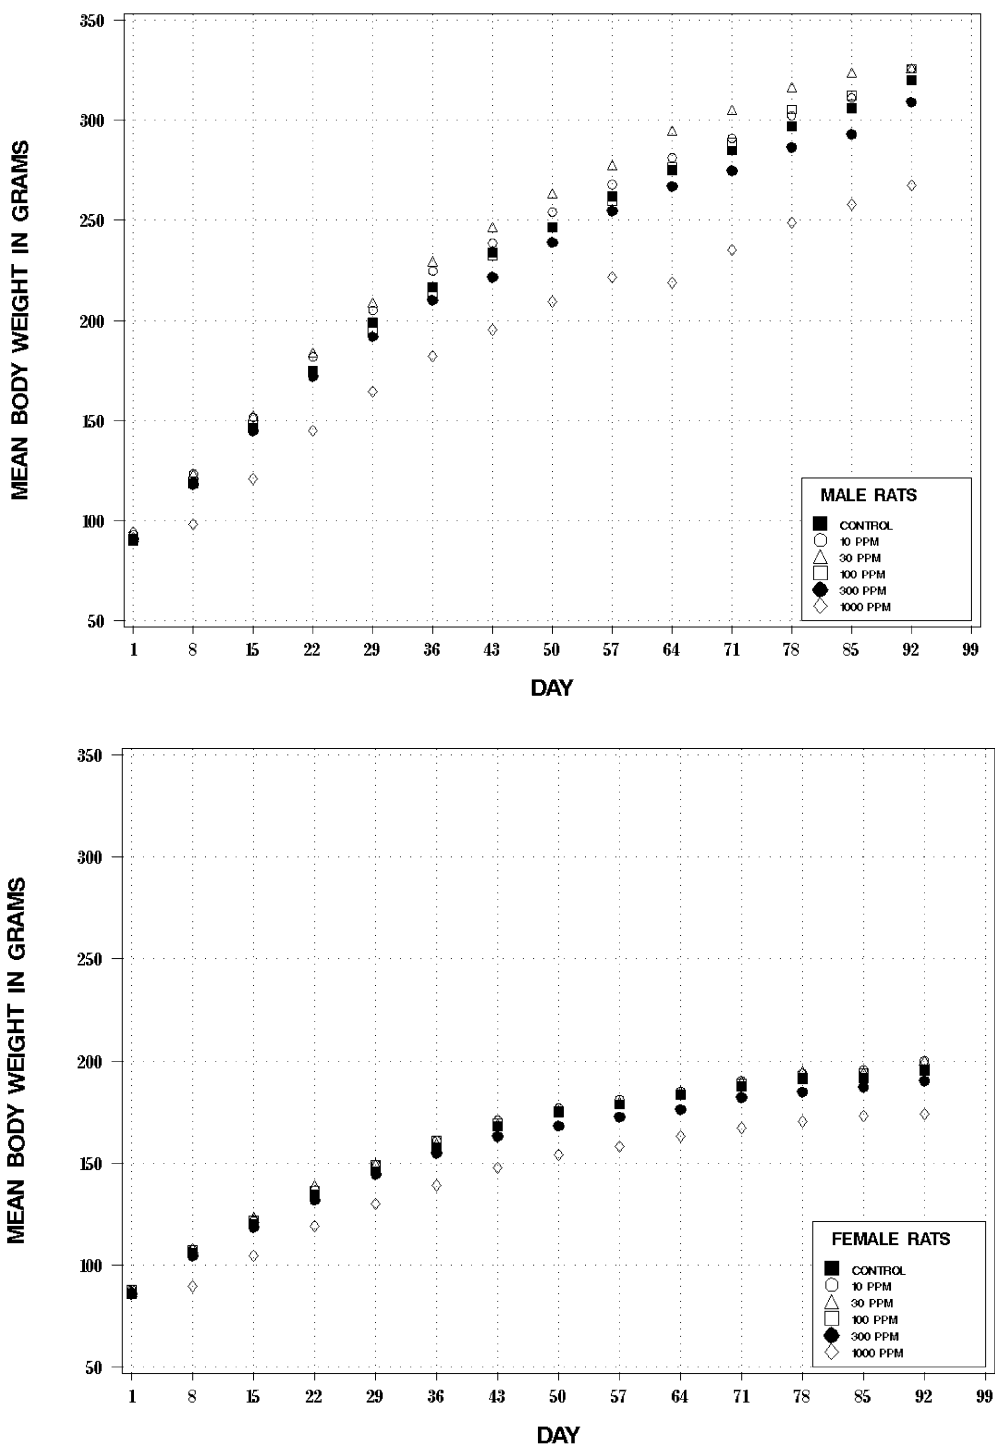 350
300
250
200
150
100
50
MEAN BODY WEIGHT IN GRAMS
MALE RATS
CONTROL
10 PPM
30 PPM
100 PPM
300 PPM
1000 PPM
1 8 15 22 29 36 43 50 57 64 71 78 85 92 99
DAY
350
300
250
200
150
100
50
MEAN BODY WEIGHT IN GRAMS
FEMALE RATS
CONTROL
10 PPM
30 PPM
100 PPM
300 PPM
1000 PPM
1 8 15 22 29 36 43 50 57 64 71 78 85 92 99
DAY